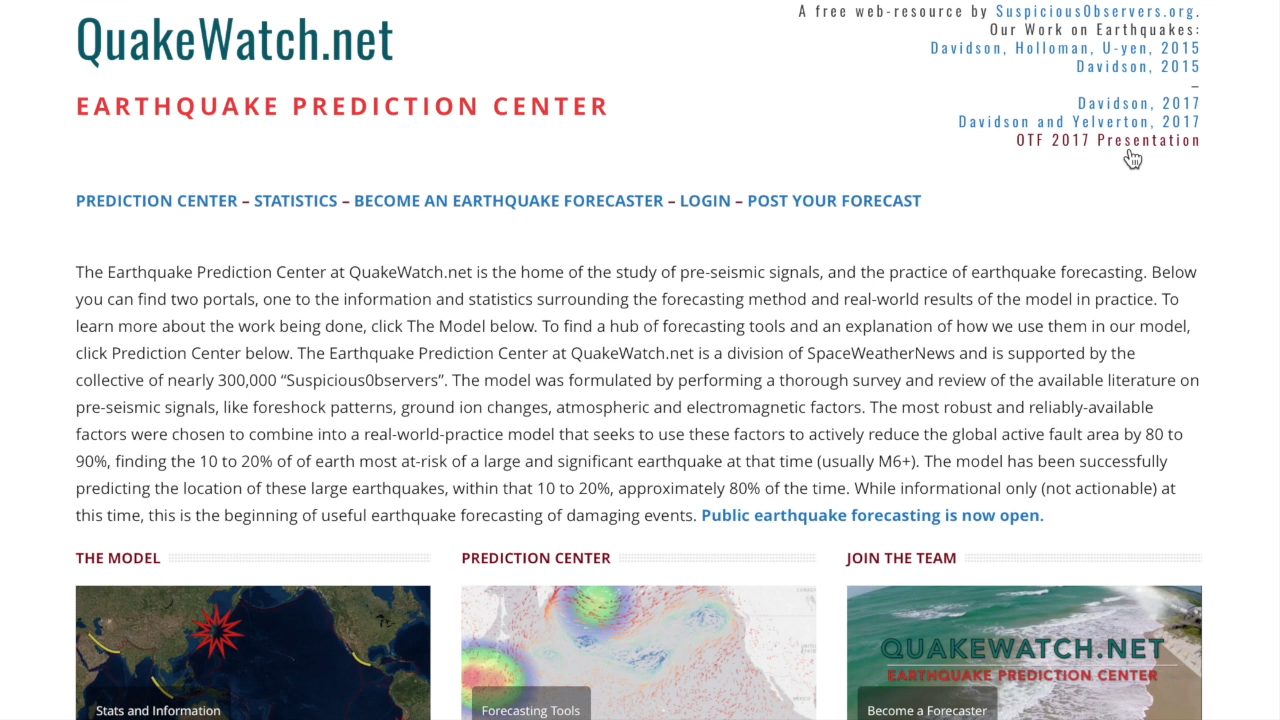 QuakeWatch.net
EARTHQUAKE PREDICTION CENTER
A free web-resource by Suspicious0bservers.org.
Our Work on Earthquakes:
Davidson, Holloman, U-yen, 2015
Davidson, 2015
–
Davidson, 2017
Davidson and Yelverton, 2017
OTF 2017 Presentation
PREDICTION CENTER – STATISTICS – BECOME AN EARTHQUAKE FORECASTER – LOGIN – POST YOUR FORECAST
The Earthquake Prediction Center at QuakeWatch.net is the home of the study of pre-seismic signals, and the practice of earthquake forecasting. Below
you can find two portals, one to the information and statistics surrounding the forecasting method and real-world results of the model in practice. To
learn more about the work being done, click The Model below. To find a hub of forecasting tools and an explanation of how we use them in our model,
click Prediction Center below. The Earthquake Prediction Center at QuakeWatch.net is a division of SpaceWeatherNews and is supported by the
collective of nearly 300,000 “Suspicious0bservers”. The model was formulated by performing a thorough survey and review of the available literature on
pre-seismic signals, like foreshock patterns, ground ion changes, atmospheric and electromagnetic factors. The most robust and reliably-available
factors were chosen to combine into a real-world-practice model that seeks to use these factors to actively reduce the global active fault area by 80 to
90%, finding the 10 to 20% of of earth most at-risk of a large and significant earthquake at that time (usually M6+). The model has been successfully
predicting the location of these large earthquakes, within that 10 to 20%, approximately 80% of the time. While informational only (not actionable) at
this time, this is the beginning of useful earthquake forecasting of damaging events. Public earthquake forecasting is now open.
THE MODEL
PREDICTION CENTER
JOIN THE TEAM
QUAKEWATCH.NET
EARTHQUAKE PREDICTION CENTER
Stats and Information
Forecasting Tools
Become a Forecaster